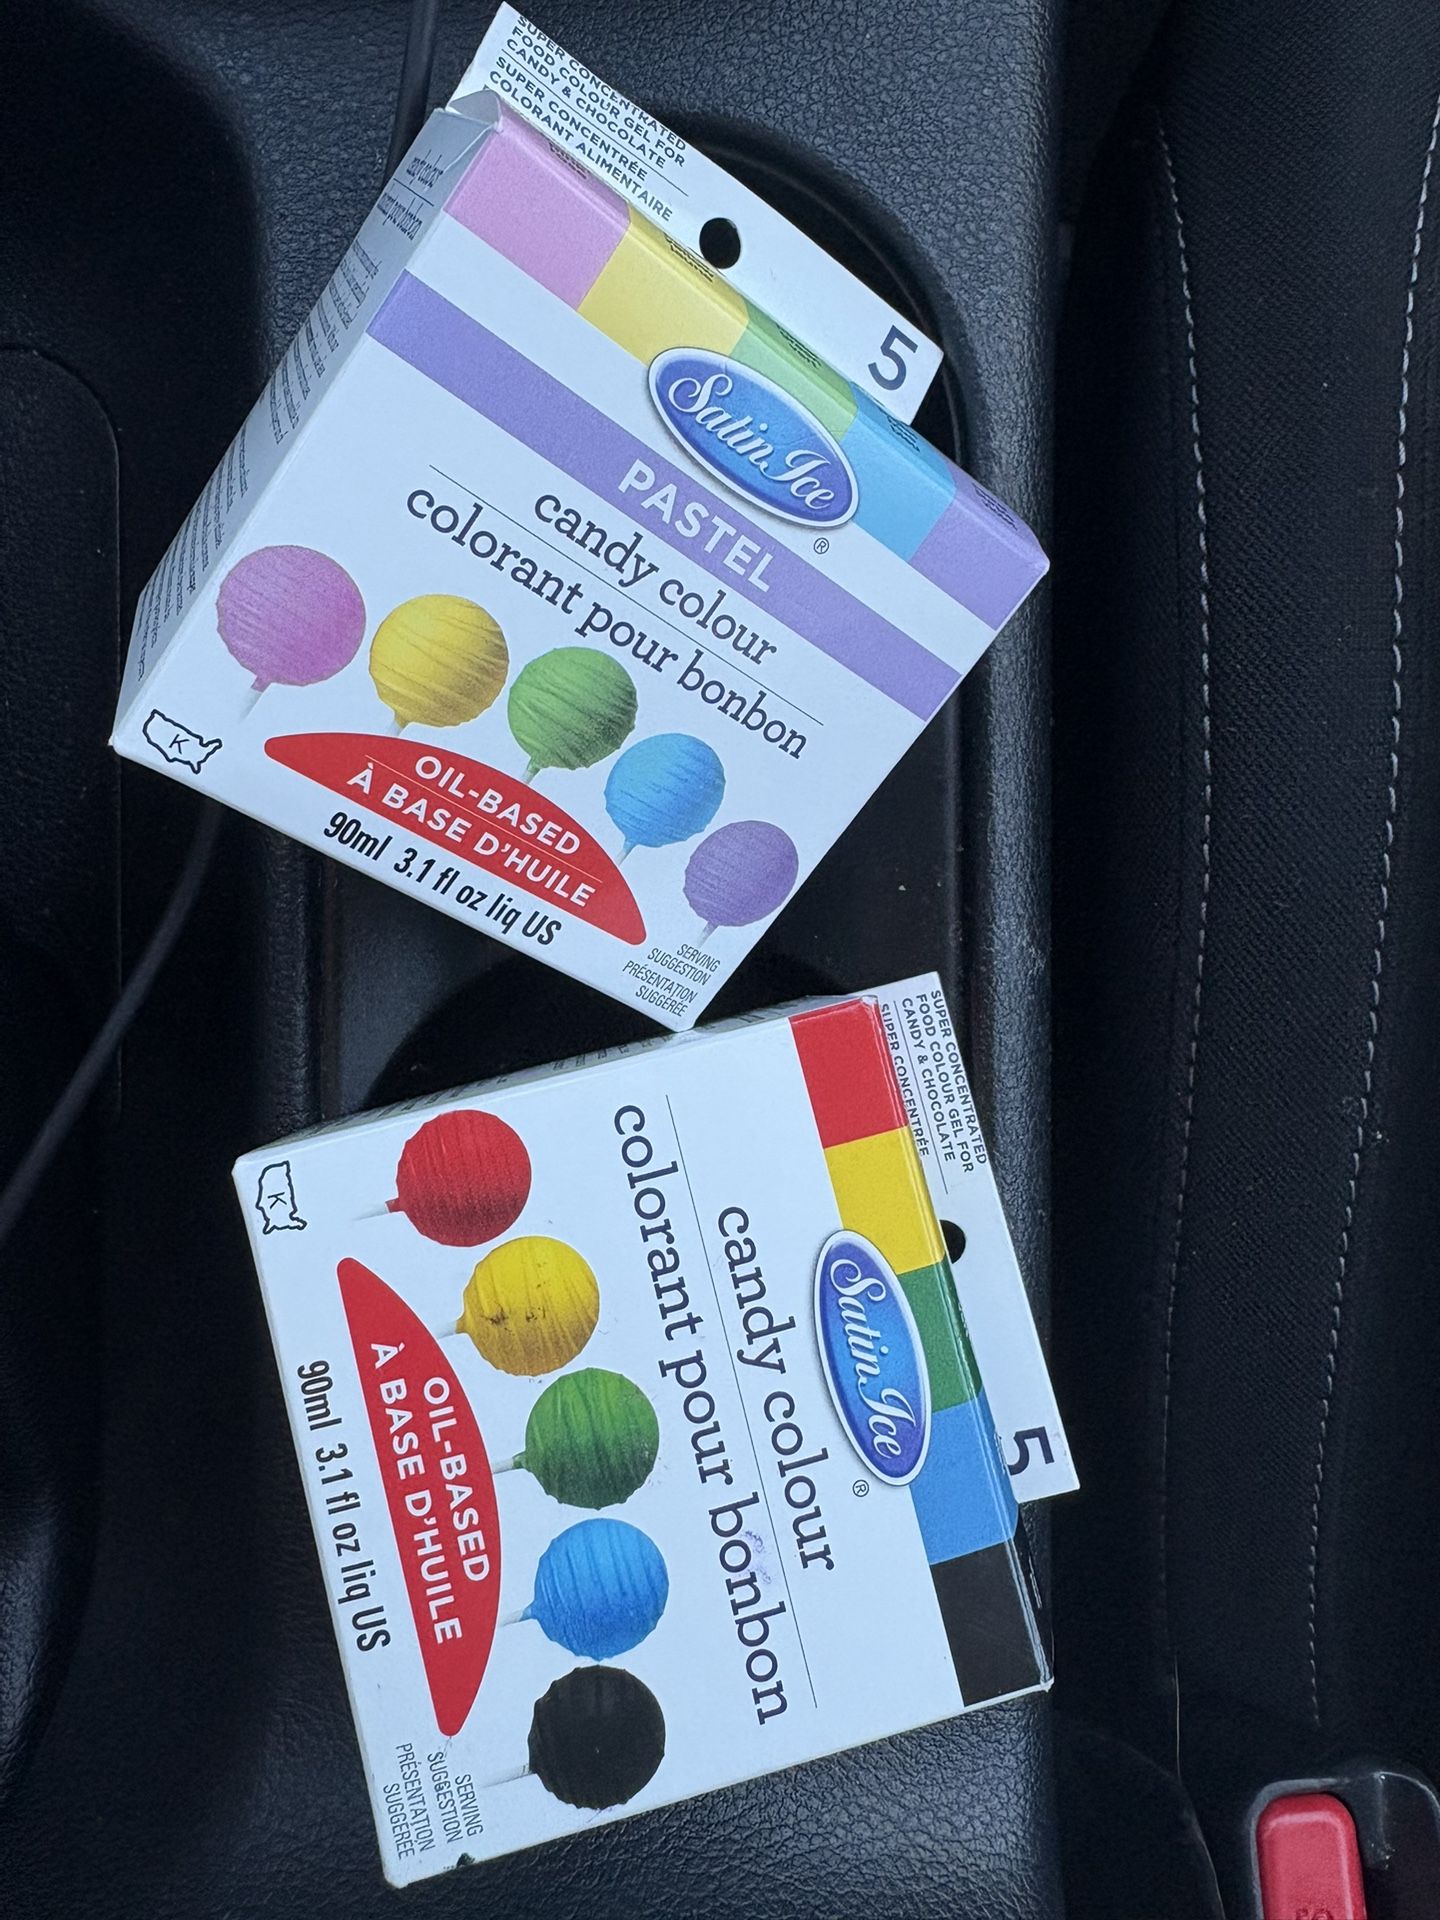 SUPER CONCENTRATED
FOOD COLOUR GEL FOR
CANDY & CHOCOLATE
SUPER CONCENTRÉE
COLORANT ALIMENTAIRE
5
Satin Ice
®
PASTEL
candy colour
colorant pour bonbon
K
OIL-BASED
À BASE D'HUILE
90ml 3.1 fl oz liq US
SERVING
SUGGESTION
PRÉSENTATION
SUGGÉRÉE
SUPER CONCENTRATED
FOOD COLOUR GEL FOR
CANDY & CHOCOLATE
SUPER CONCENTRÉE
5
Satin Ice
®
candy colour
colorant pour bonbon
K
OIL-BASED
À BASE D'HUILE
90ml 3.1 fl oz liq US
SERVING
SUGGESTION
PRÉSENTATION
SUGGÉRÉE